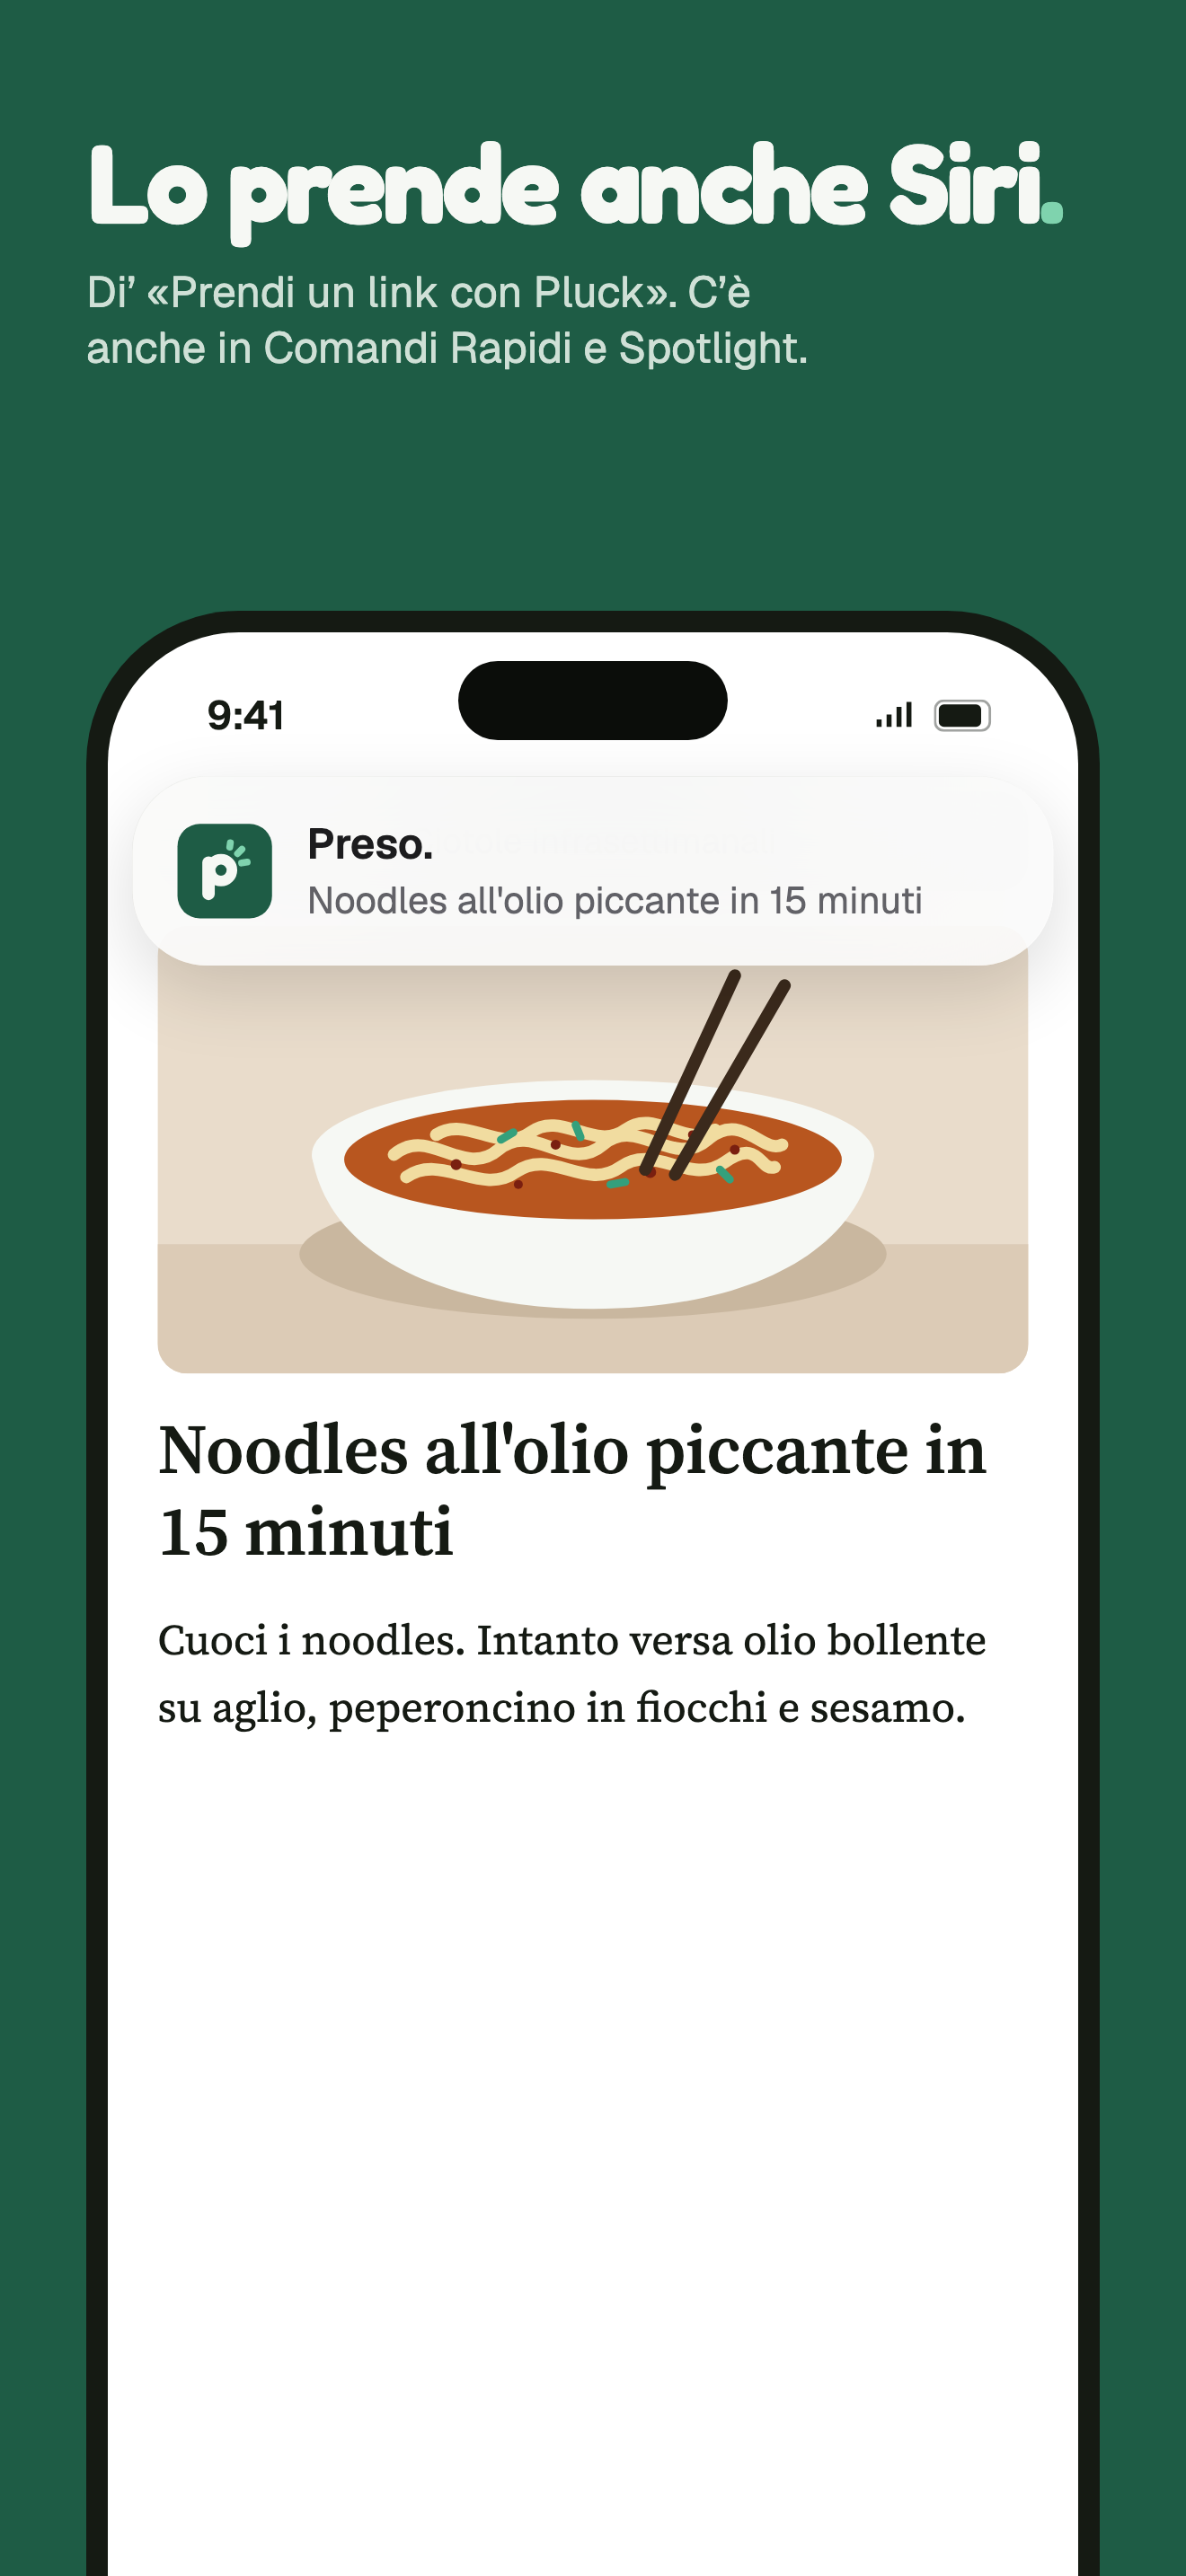 Lo prende anche Siri.
Di’ «Prendi un link con Pluck». C’è
anche in Comandi Rapidi e Spotlight.
9:41
p
Preso.
Noodles all'olio piccante in 15 minuti
Noodles all'olio piccante in
15 minuti
Cuoci i noodles. Intanto versa olio bollente
su aglio, peperoncino in fiocchi e sesamo.